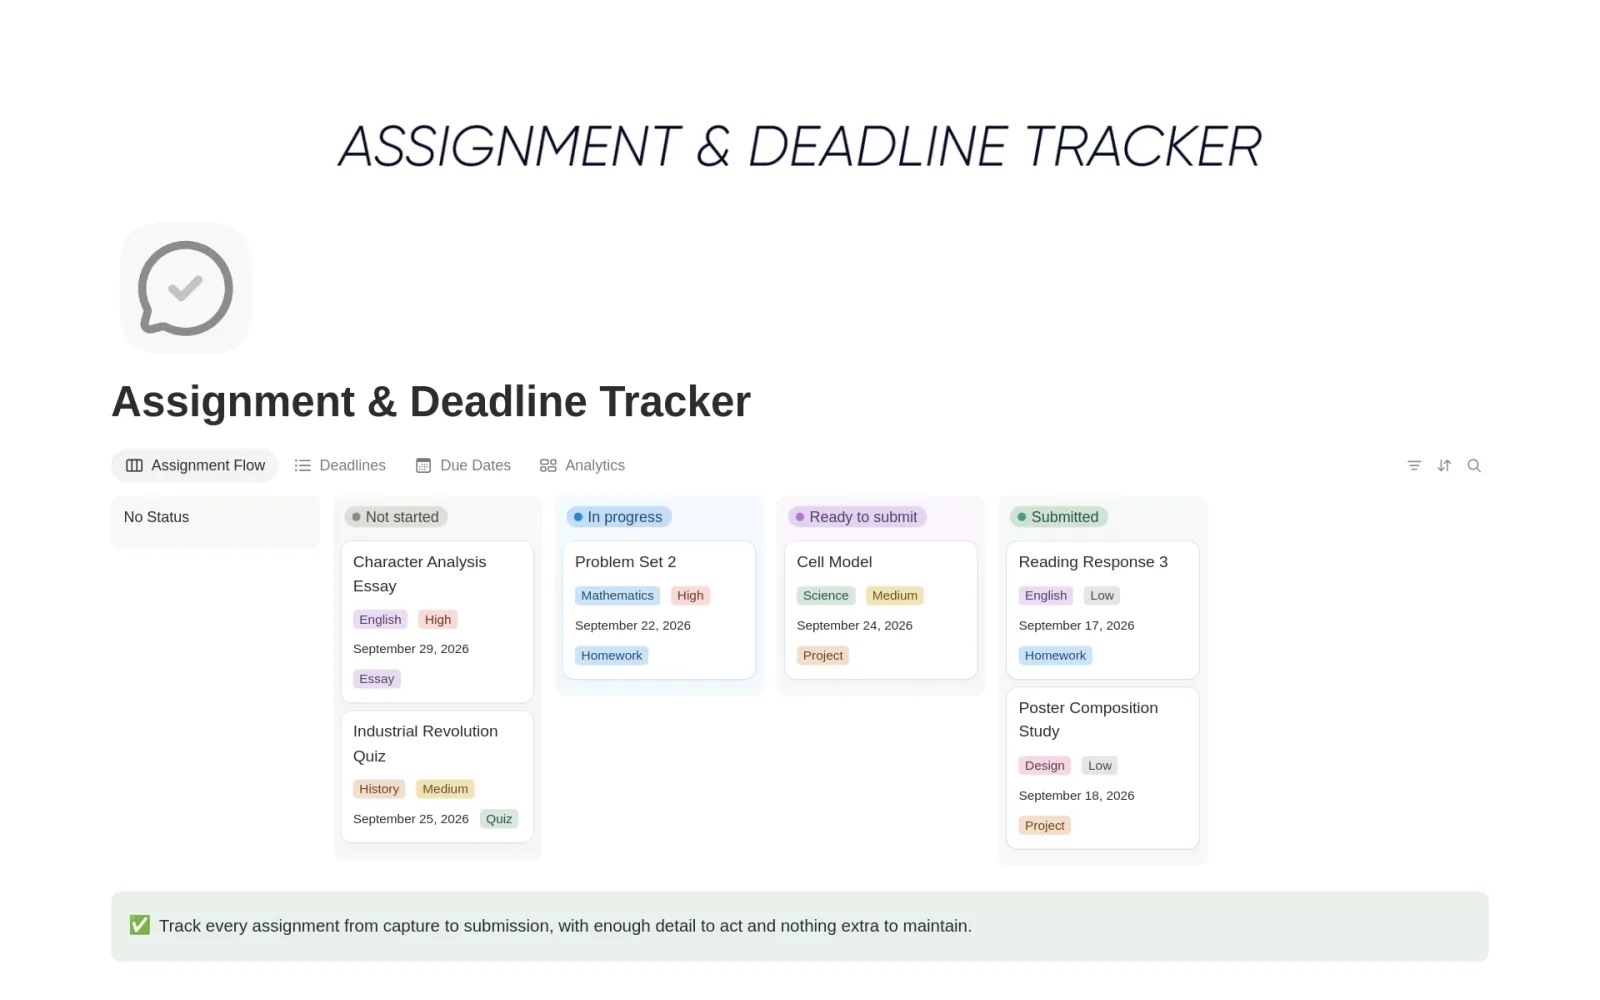 ASSIGNMENT & DEADLINE TRACKER
Assignment & Deadline Tracker
Assignment Flow
Deadlines
Due Dates
Analytics
No Status
Not started
Character Analysis
Essay
English High
September 29, 2026
Essay
Industrial Revolution
Quiz
History Medium
September 25, 2026 Quiz
In progress
Problem Set 2
Mathematics High
September 22, 2026
Homework
Ready to submit
Cell Model
Science Medium
September 24, 2026
Project
Submitted
Reading Response 3
English Low
September 17, 2026
Homework
Poster Composition
Study
Design Low
September 18, 2026
Project
✅ Track every assignment from capture to submission, with enough detail to act and nothing extra to maintain.